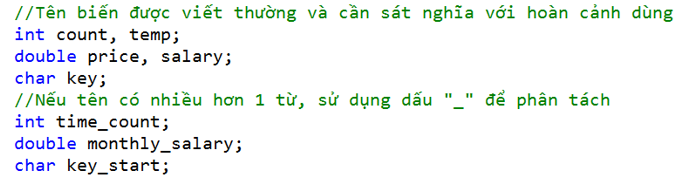 //Tên biến được viết thường và cần sát nghĩa với hoàn cảnh dùng
int count, temp;
double price, salary;
char key;
//Nếu tên có nhiều hơn 1 từ, sử dụng dấu "_" để phân tách
int time_count;
double monthly_salary;
char key_start;